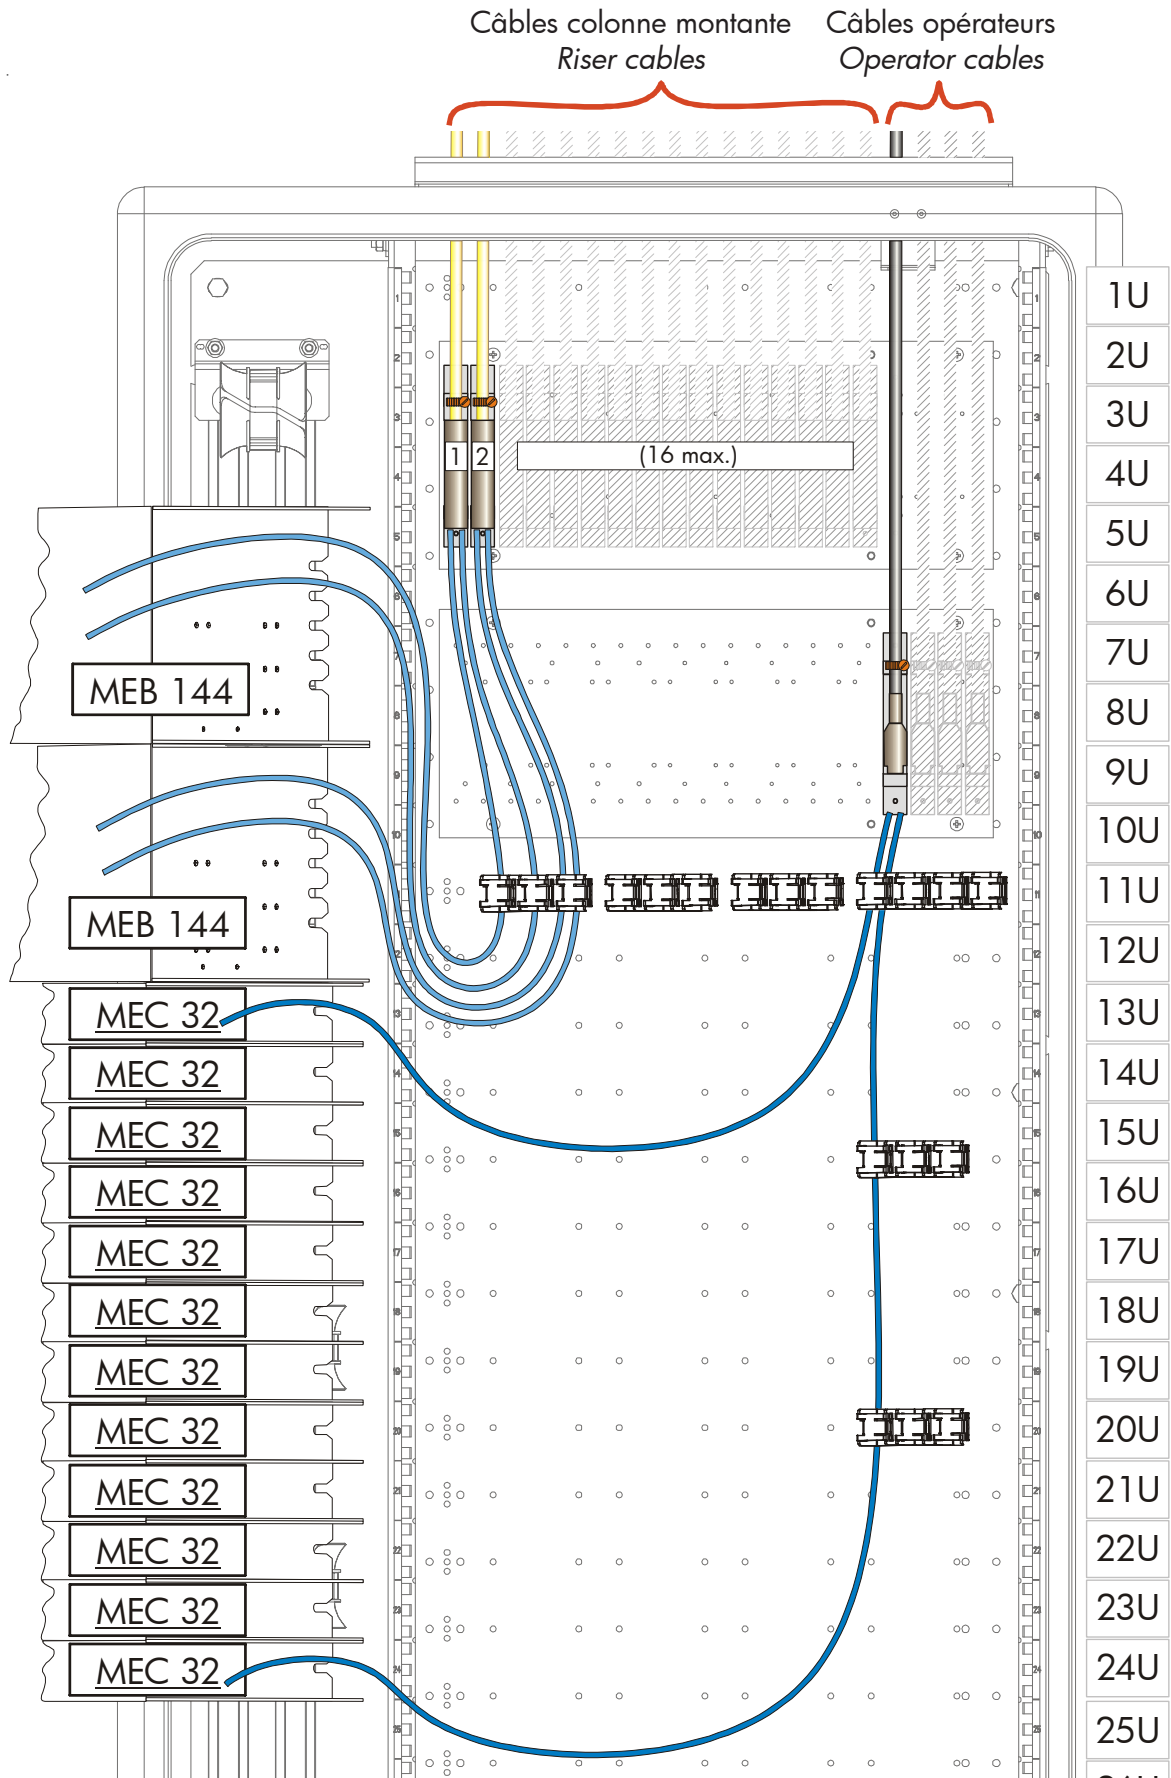 Câbles colonne montante
Riser cables
Câbles opérateurs
Operator cables
1U
2U
3U
(16 max.)
1
2
4U
5U
6U
7U
MEB 144
8U
9U
10U
11U
MEB 144
12U
MEC 32
13U
MEC 32
14U
MEC 32
15U
MEC 32
16U
MEC 32
17U
MEC 32
18U
MEC 32
19U
MEC 32
20U
MEC 32
21U
MEC 32
22U
MEC 32
23U
MEC 32
24U
25U